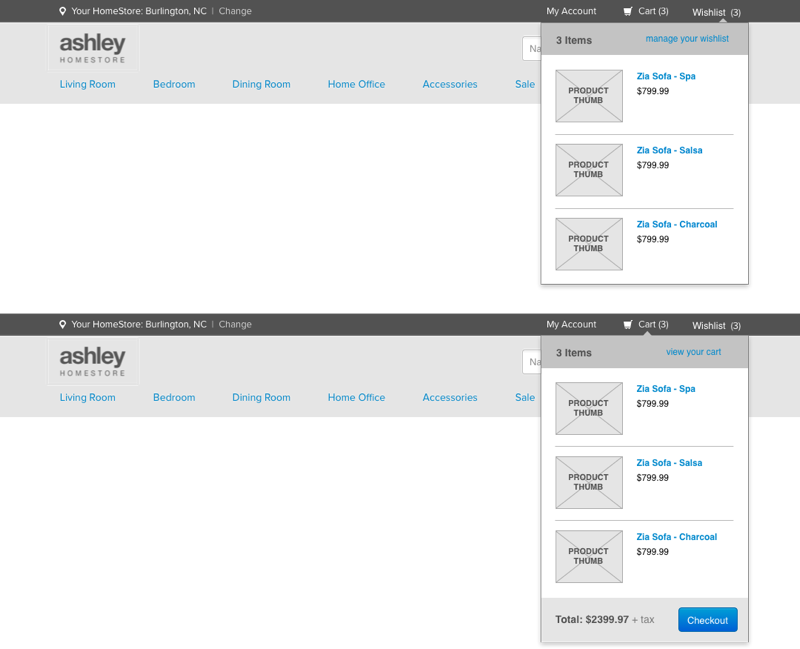 Your HomeStore: Burlington, NC | Change My Account Cart (3) Wishlist (3)
ashley
HOMESTORE
Na
Living Room Bedroom Dining Room Home Office Accessories Sale
3 Items manage your wishlist
PRODUCT THUMB
Zia Sofa - Spa
$799.99
PRODUCT THUMB
Zia Sofa - Salsa
$799.99
PRODUCT THUMB
Zia Sofa - Charcoal
$799.99
Your HomeStore: Burlington, NC | Change My Account Cart (3) Wishlist (3)
ashley
HOMESTORE
Na
Living Room Bedroom Dining Room Home Office Accessories Sale
3 Items view your cart
PRODUCT THUMB
Zia Sofa - Spa
$799.99
PRODUCT THUMB
Zia Sofa - Salsa
$799.99
PRODUCT THUMB
Zia Sofa - Charcoal
$799.99
Total: $2399.97 + tax Checkout